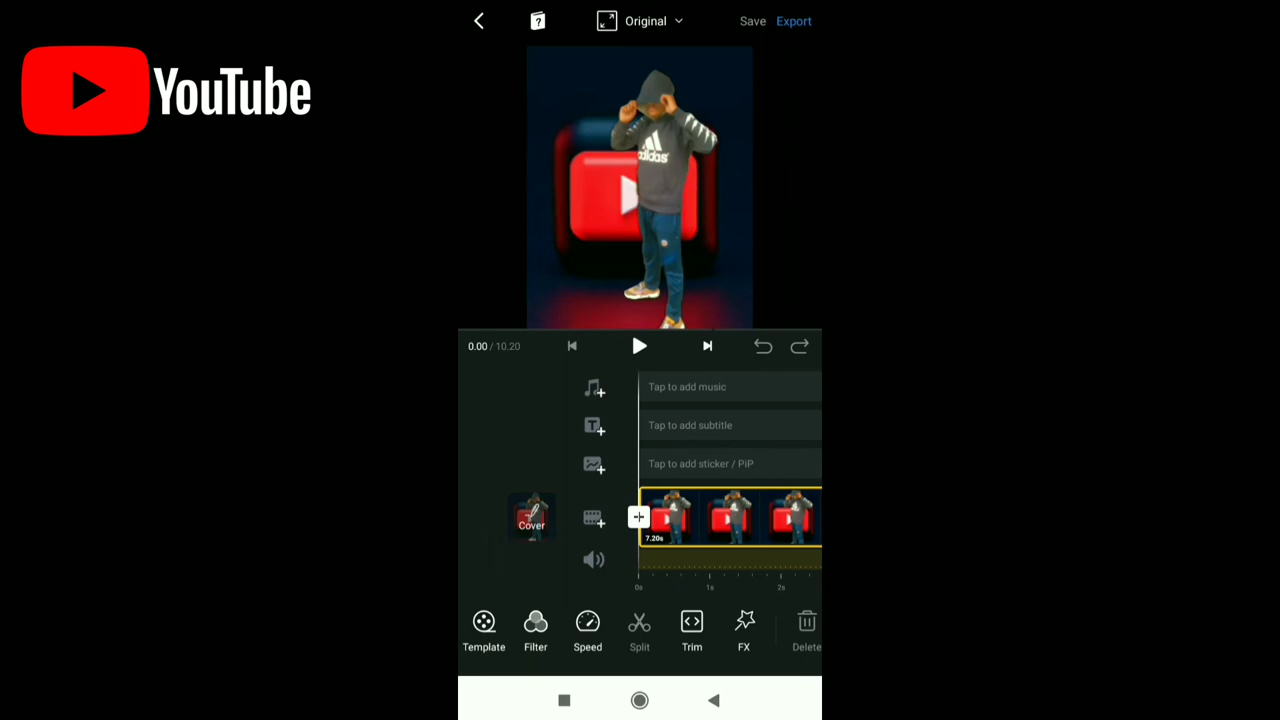 Original
Save
Export
YouTube
adidas
0.00 / 10.20
Tap to add music
T
Tap to add subtitle
Tap to add sticker / PiP
Cover
7.20s
0s 1s 2s
Template
Filter
Speed
Split
Trim
FX
Delete